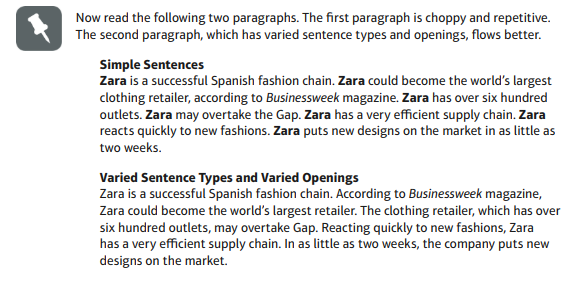 Now read the following two paragraphs. The first paragraph is choppy and repetitive.
The second paragraph, which has varied sentence types and openings, flows better.
Simple Sentences
Zara is a successful Spanish fashion chain. Zara could become the world's largest
clothing retailer, according to Businessweek magazine. Zara has over six hundred
outlets. Zara may overtake the Gap. Zara has a very efficient supply chain. Zara
reacts quickly to new fashions. Zara puts new designs on the market in as little as
two weeks.
Varied Sentence Types and Varied Openings
Zara is a successful Spanish fashion chain. According to Businessweek magazine,
Zara could become the world's largest retailer. The clothing retailer, which has over
six hundred outlets, may overtake Gap. Reacting quickly to new fashions, Zara
has a very efficient supply chain. In as little as two weeks, the company puts new
designs on the market.